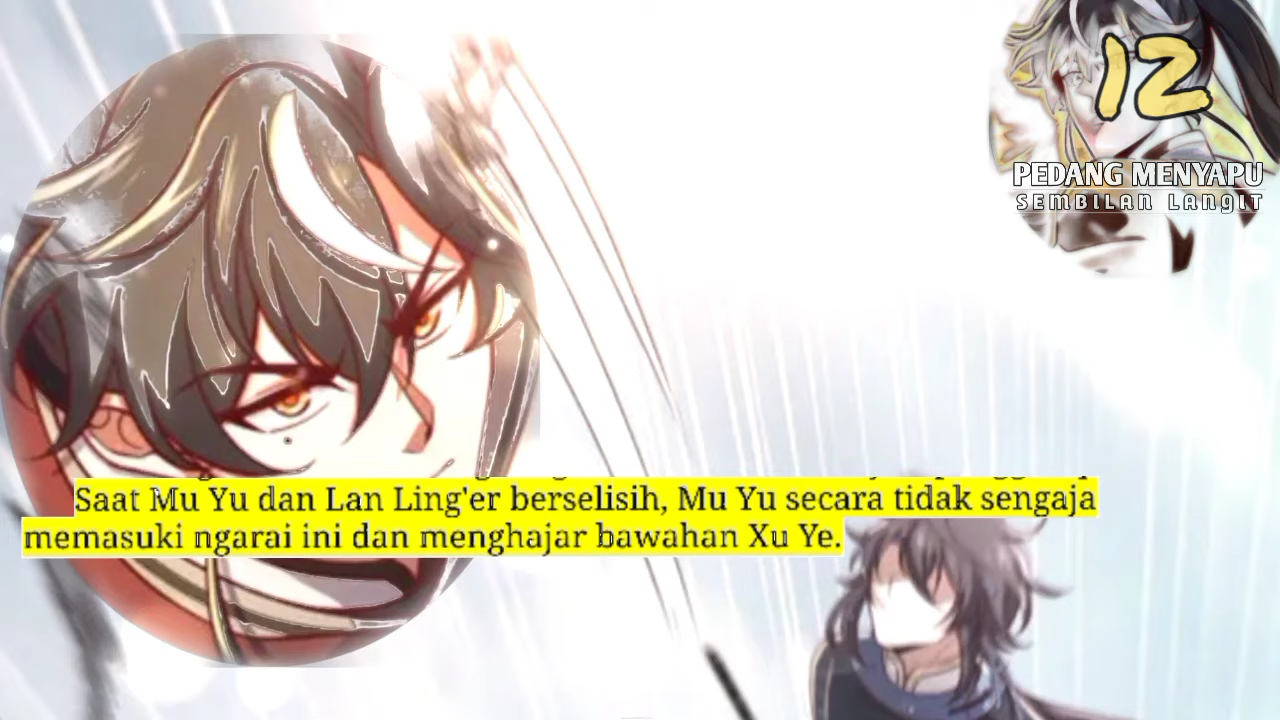 12
PEDANG MENYAPU
SEMBILAN LANGIT
Saat Mu Yu dan Lan Ling'er berselisih, Mu Yu secara tidak sengaja
memasuki ngarai ini dan menghajar bawahan Xu Ye.